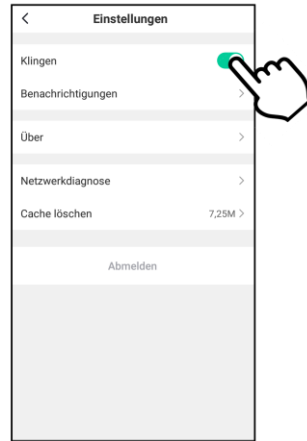 Einstellungen
Klingen
Benachrichtigungen
Über
Netzwerkdiagnose
Cache löschen 7,25M
Abmelden